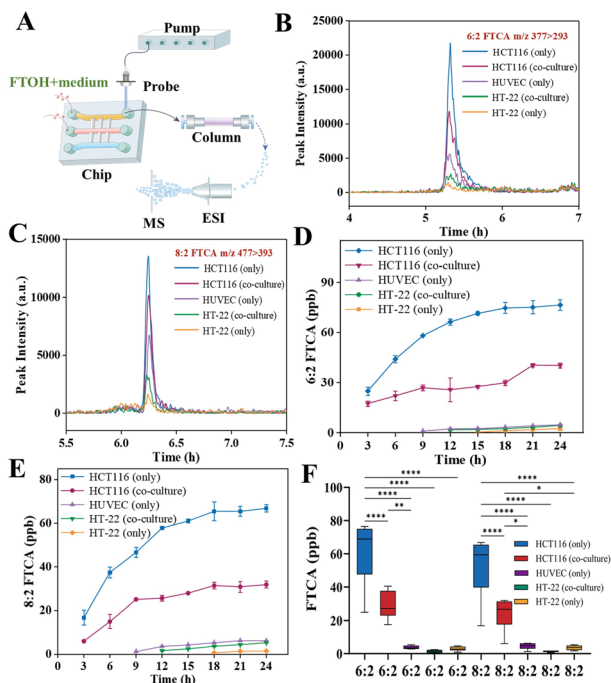 A
Pump
FTOH+medium
Probe
Chip
Column
MS
ESI
B
6:2 FTCA m/z 377>293
HCT116 (only)
HCT116 (co-culture)
HUVEC (only)
HT-22 (co-culture)
HT-22 (only)
Peak Intensity (a.u.)
25000
20000
15000
10000
5000
0
4 5 6 7
Time (h)
C
8:2 FTCA m/z 477>393
HCT116 (only)
HCT116 (co-culture)
HUVEC (only)
HT-22 (co-culture)
HT-22 (only)
Peak Intensity (a.u.)
15000
10000
5000
0
5.5 6.0 6.5 7.0 7.5
Time (h)
D
HCT116 (only)
HCT116 (co-culture)
HUVEC (only)
HT-22 (co-culture)
HT-22 (only)
6:2 FTCA (ppb)
90
60
30
0
0 3 6 9 12 15 18 21 24
Time (h)
E
HCT116 (only)
HCT116 (co-culture)
HUVEC (only)
HT-22 (co-culture)
HT-22 (only)
8:2 FTCA (ppb)
80
60
40
20
0
0 3 6 9 12 15 18 21 24
Time (h)
F
**** ****
**** *
**** ****
** ****
**** *
****
HCT116 (only)
HCT116 (co-culture)
HUVEC (only)
HT-22 (co-culture)
HT-22 (only)
FTCA (ppb)
100
80
60
40
20
0
6:2 6:2 6:2 6:2 6:2 8:2 8:2 8:2 8:2 8:2